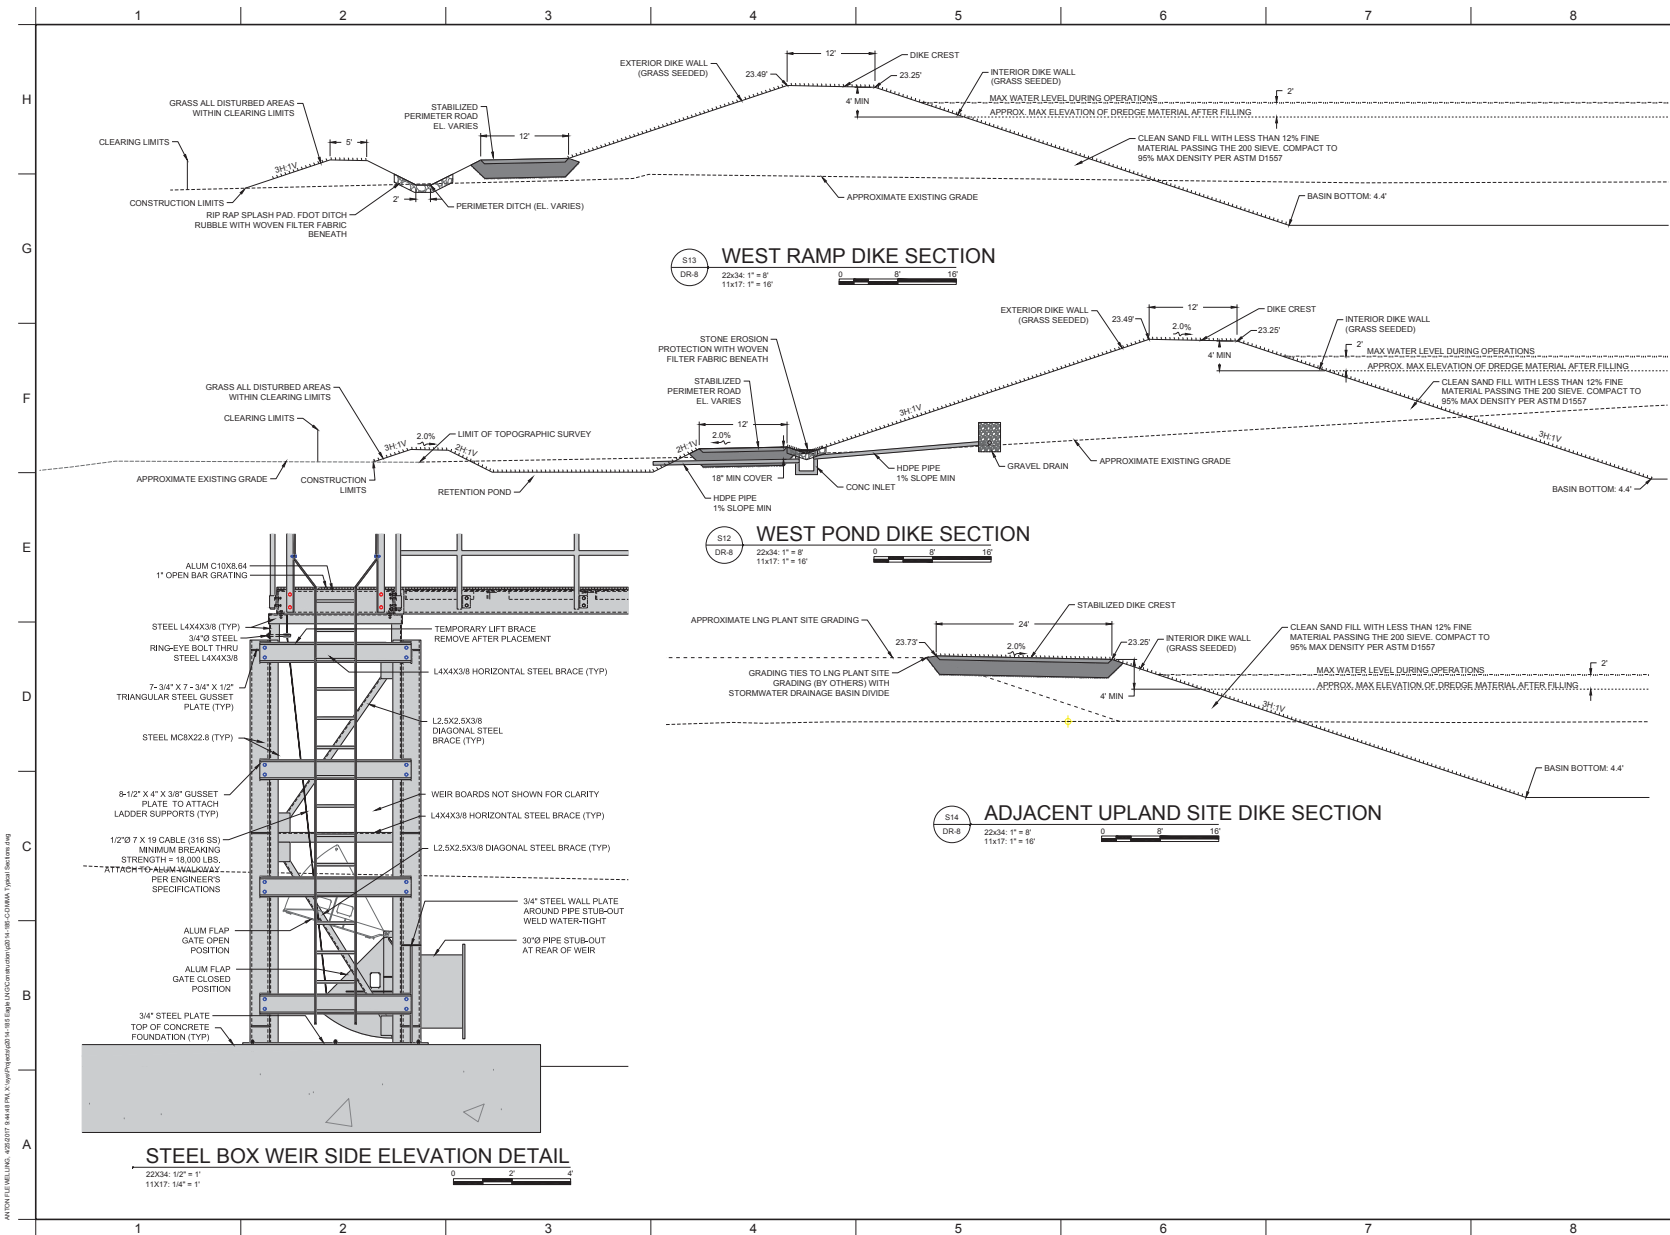 1 2 3 4 5 6 7 8
H
G
F
E
D
C
B
A
EXTERIOR DIKE WALL
(GRASS SEEDED)
23.49'
12'
DIKE CREST
23.25'
INTERIOR DIKE WALL
(GRASS SEEDED)
4' MIN
MAX WATER LEVEL DURING OPERATIONS
2'
APPROX. MAX ELEVATION OF DREDGE MATERIAL AFTER FILLING
GRASS ALL DISTURBED AREAS
WITHIN CLEARING LIMITS
STABILIZED
PERIMETER ROAD
EL. VARIES
12'
CLEARING LIMITS
5'
3H:1V
CLEAN SAND FILL WITH LESS THAN 12% FINE
MATERIAL PASSING THE 200 SIEVE. COMPACT TO
95% MAX DENSITY PER ASTM D1557
CONSTRUCTION LIMITS
2'
PERIMETER DITCH (EL. VARIES)
APPROXIMATE EXISTING GRADE
BASIN BOTTOM: 4.4'
RIP RAP SPLASH PAD. FDOT DITCH
RUBBLE WITH WOVEN FILTER FABRIC
BENEATH
S13
DR-8
WEST RAMP DIKE SECTION
22x34: 1" = 8'
11x17: 1" = 16'
0 8' 16'
EXTERIOR DIKE WALL
(GRASS SEEDED)
23.49'
12'
2.0%
DIKE CREST
23.25'
INTERIOR DIKE WALL
(GRASS SEEDED)
4' MIN
2'
MAX WATER LEVEL DURING OPERATIONS
APPROX. MAX ELEVATION OF DREDGE MATERIAL AFTER FILLING
STONE EROSION
PROTECTION WITH WOVEN
FILTER FABRIC BENEATH
STABILIZED
PERIMETER ROAD
EL. VARIES
GRASS ALL DISTURBED AREAS
WITHIN CLEARING LIMITS
CLEARING LIMITS
CLEAN SAND FILL WITH LESS THAN 12% FINE
MATERIAL PASSING THE 200 SIEVE. COMPACT TO
95% MAX DENSITY PER ASTM D1557
3H:1V
12'
2.0%
3H:1V
2.0%
2H:1V
LIMIT OF TOPOGRAPHIC SURVEY
2H:1V
3H:1V
APPROXIMATE EXISTING GRADE
CONSTRUCTION
LIMITS
RETENTION POND
18" MIN COVER
HDPE PIPE
1% SLOPE MIN
CONC INLET
HDPE PIPE
1% SLOPE MIN
GRAVEL DRAIN
APPROXIMATE EXISTING GRADE
BASIN BOTTOM: 4.4'
S12
DR-8
WEST POND DIKE SECTION
22x34: 1" = 8'
11x17: 1" = 16'
0 8' 16'
ALUM C10X8.64
1" OPEN BAR GRATING
STEEL L4X4X3/8 (TYP)
3/4"Ø STEEL
RING-EYE BOLT THRU
STEEL L4X4X3/8
7- 3/4" X 7 - 3/4" X 1/2"
TRIANGULAR STEEL GUSSET
PLATE (TYP)
STEEL MC8X22.8 (TYP)
8-1/2" X 4" X 3/8" GUSSET
PLATE TO ATTACH
LADDER SUPPORTS (TYP)
1/2"Ø 7 X 19 CABLE (316 SS)
MINIMUM BREAKING
STRENGTH = 18,000 LBS.
ATTACH TO ALUM WALKWAY
PER ENGINEER'S
SPECIFICATIONS
ALUM FLAP
GATE OPEN
POSITION
ALUM FLAP
GATE CLOSED
POSITION
3/4" STEEL PLATE
TOP OF CONCRETE
FOUNDATION (TYP)
TEMPORARY LIFT BRACE
REMOVE AFTER PLACEMENT
L4X4X3/8 HORIZONTAL STEEL BRACE (TYP)
L2.5X2.5X3/8
DIAGONAL STEEL
BRACE (TYP)
WEIR BOARDS NOT SHOWN FOR CLARITY
L4X4X3/8 HORIZONTAL STEEL BRACE (TYP)
L2.5X2.5X3/8 DIAGONAL STEEL BRACE (TYP)
3/4" STEEL WALL PLATE
AROUND PIPE STUB-OUT
WELD WATER-TIGHT
30"Ø PIPE STUB-OUT
AT REAR OF WEIR
STEEL BOX WEIR SIDE ELEVATION DETAIL
22X34: 1/2" = 1'
11X17: 1/4" = 1'
0 2' 4'
APPROXIMATE LNG PLANT SITE GRADING
STABILIZED DIKE CREST
24'
23.73'
2.0%
23.25'
INTERIOR DIKE WALL
(GRASS SEEDED)
CLEAN SAND FILL WITH LESS THAN 12% FINE
MATERIAL PASSING THE 200 SIEVE. COMPACT TO
95% MAX DENSITY PER ASTM D1557
GRADING TIES TO LNG PLANT SITE
GRADING (BY OTHERS) WITH
STORMWATER DRAINAGE BASIN DIVIDE
4' MIN
MAX WATER LEVEL DURING OPERATIONS
2'
APPROX. MAX ELEVATION OF DREDGE MATERIAL AFTER FILLING
3H:1V
BASIN BOTTOM: 4.4'
S14
DR-8
ADJACENT UPLAND SITE DIKE SECTION
22x34: 1" = 8'
11x17: 1" = 16'
0 8' 16'
1 2 3 4 5 6 7 8